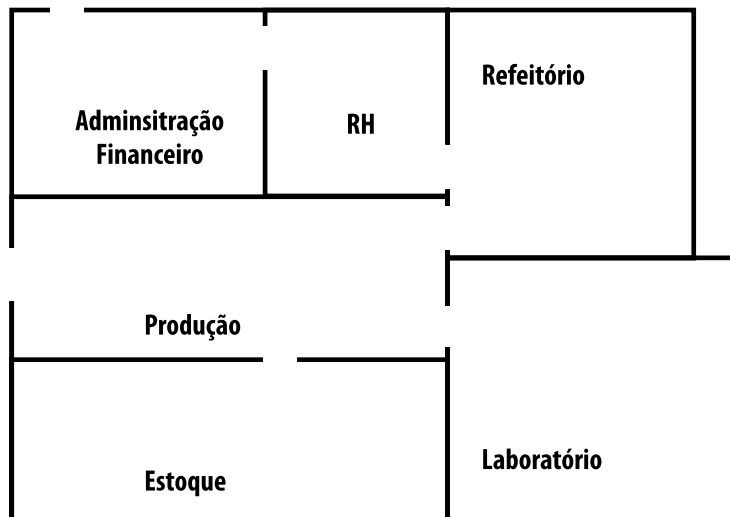 Refeitório
Adminsitração
Financeiro
RH
Produção
Laboratório
Estoque